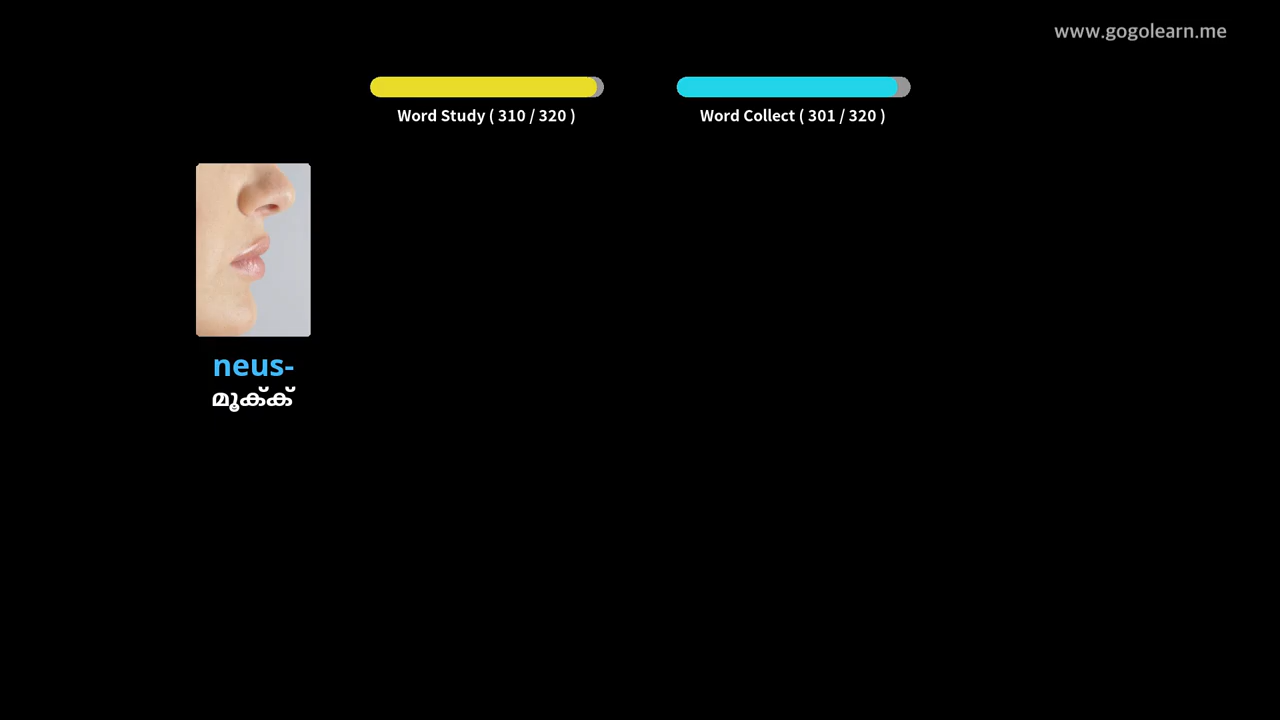 www.gogolearn.me
Word Study ( 310 / 320 )
Word Collect ( 301 / 320 )
neus-
മൂക്ക്